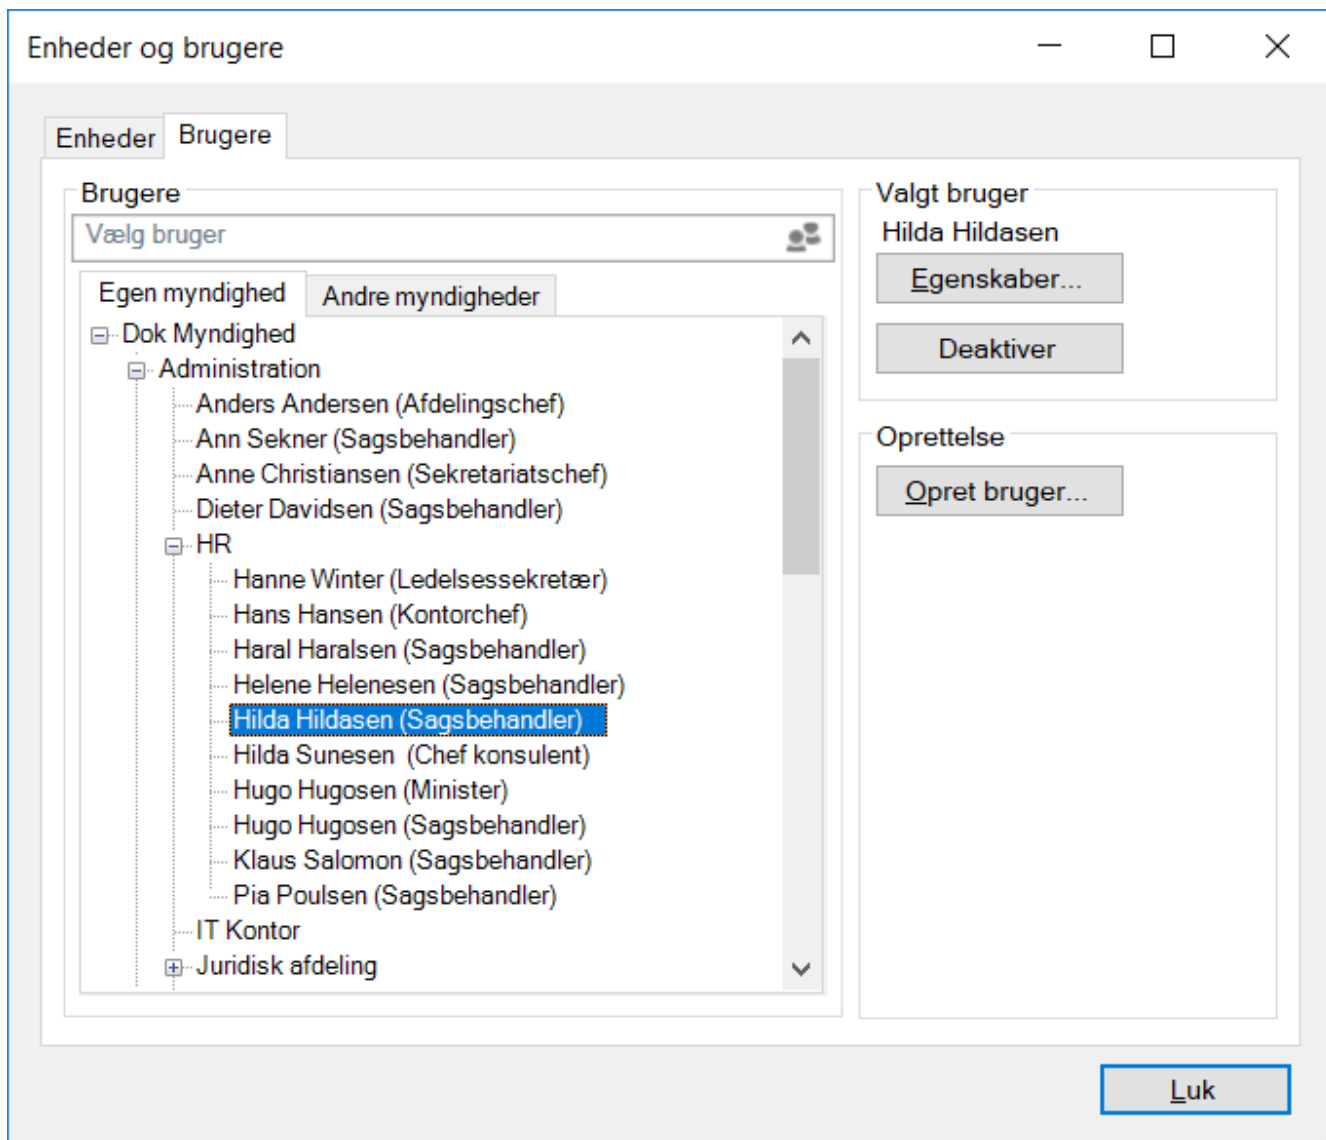 Enheder og brugere
Enheder
Brugere
Brugere
Vælg bruger
Egen myndighed
Andre myndigheder
Dok Myndighed
Administration
Anders Andersen (Afdelingschef)
Ann Sekner (Sagsbehandler)
Anne Christiansen (Sekretariatschef)
Dieter Davidsen (Sagsbehandler)
HR
Hanne Winter (Ledelsessekretær)
Hans Hansen (Kontorchef)
Haral Haralsen (Sagsbehandler)
Helene Helenesen (Sagsbehandler)
Hilda Hildasen (Sagsbehandler)
Hilda Sunesen  (Chef konsulent)
Hugo Hugosen (Minister)
Hugo Hugosen (Sagsbehandler)
Klaus Salomon (Sagsbehandler)
Pia Poulsen (Sagsbehandler)
IT Kontor
Juridisk afdeling
Valgt bruger
Hilda Hildasen
Egenskaber...
Deaktiver
Oprettelse
Opret bruger...
Luk